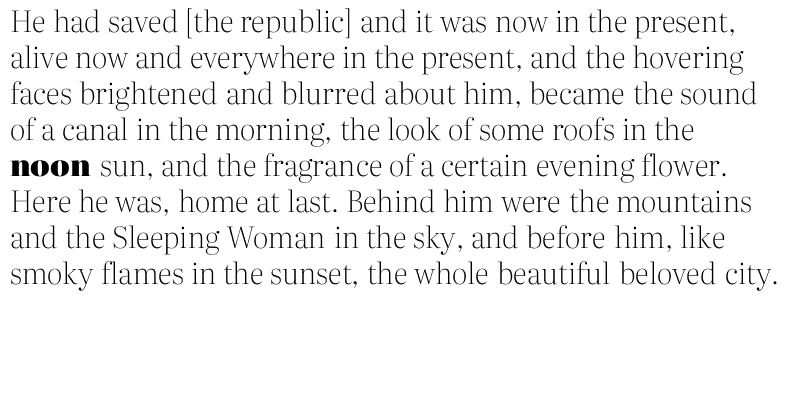 He had saved [the republic] and it was now in the present,
alive now and everywhere in the present, and the hovering
faces brightened and blurred about him, became the sound
of a canal in the morning, the look of some roofs in the
noon sun, and the fragrance of a certain evening flower.
Here he was, home at last. Behind him were the mountains
and the Sleeping Woman in the sky, and before him, like
smoky flames in the sunset, the whole beautiful beloved city.